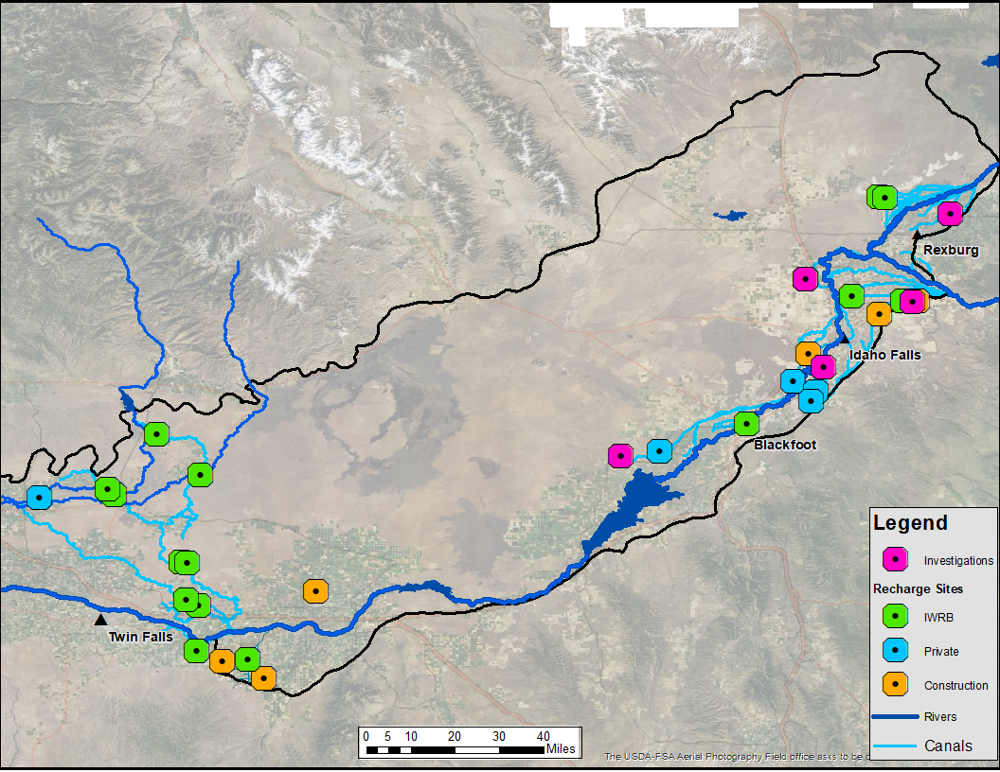 Rexburg
Idaho Falls
Blackfoot
Twin Falls
Legend
Investigations
Recharge Sites
IWRB
Private
Construction
Rivers
Canals
0 5 10 20 30 40
Miles
The USDA-FSA Aerial Photography Field office asks to be c